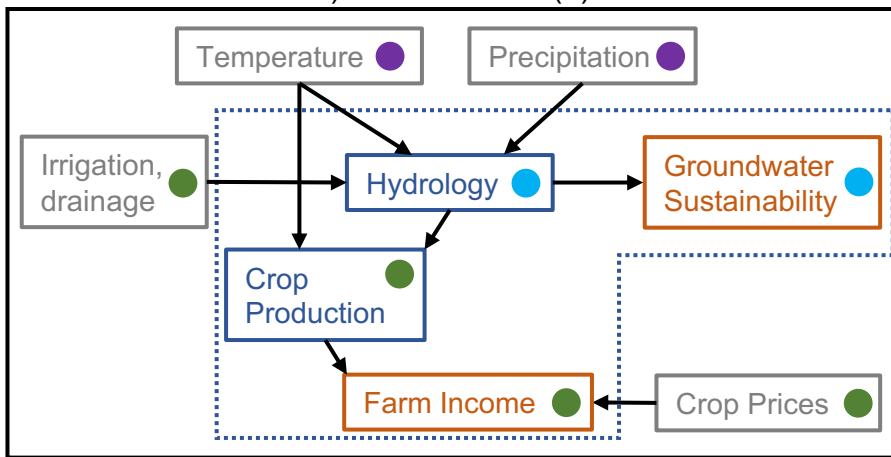 Temperature
Precipitation
Irrigation,
drainage
Hydrology
Groundwater
Sustainability
Crop
Production
Farm Income
Crop Prices